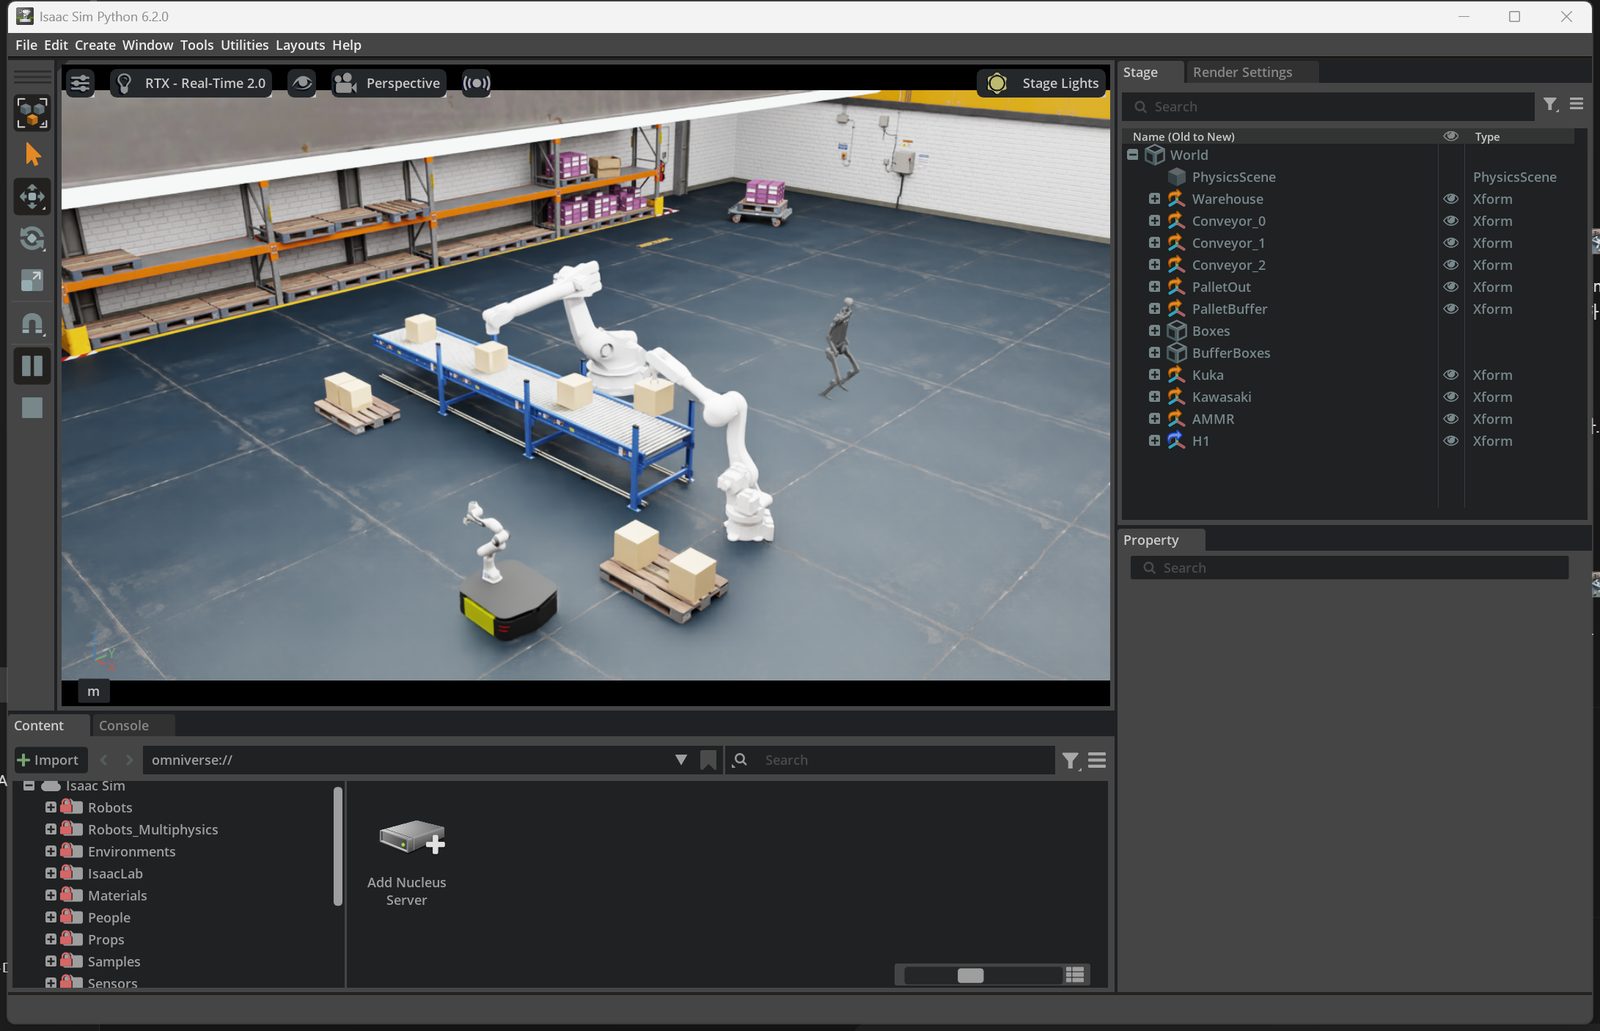 Isaac Sim Python 6.2.0
File Edit Create Window Tools Utilities Layouts Help
RTX - Real-Time 2.0
Perspective
Stage Lights
m
Stage
Render Settings
Search
Name (Old to New)
Type
World
PhysicsScene
PhysicsScene
Warehouse
Xform
Conveyor_0
Xform
Conveyor_1
Xform
Conveyor_2
Xform
PalletOut
Xform
PalletBuffer
Xform
Boxes
BufferBoxes
Kuka
Xform
Kawasaki
Xform
AMMR
Xform
H1
Xform
Property
Search
Content
Console
Import
omniverse://
Search
Isaac Sim
Robots
Robots_Multiphysics
Environments
IsaacLab
Materials
People
Props
Samples
Sensors
Add Nucleus
Server